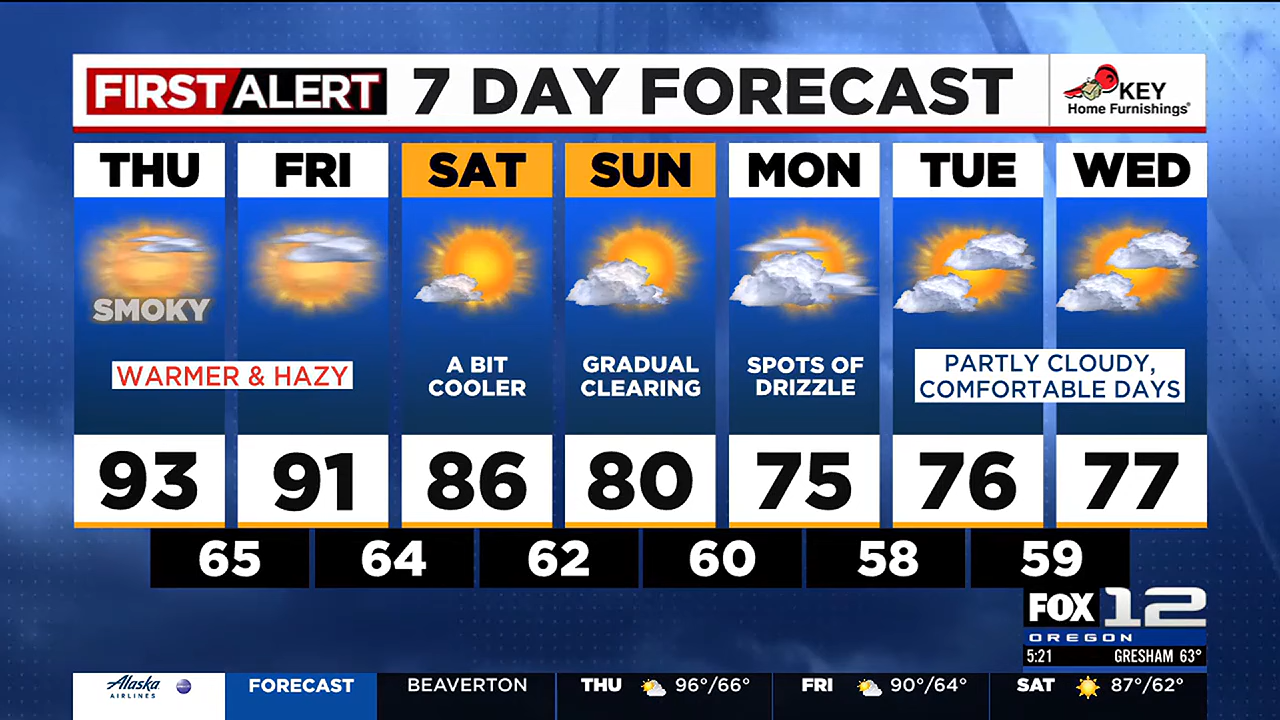 FIRST ALERT 7 DAY FORECAST
KEY
Home Furnishings®
THU FRI SAT SUN MON TUE WED
SMOKY
WARMER & HAZY
A BIT
COOLER
GRADUAL
CLEARING
SPOTS OF
DRIZZLE
PARTLY CLOUDY,
COMFORTABLE DAYS
93 91 86 80 75 76 77
65 64 62 60 58 59
FOX 12
OREGON
5:21 GRESHAM 63°
Alaska
AIRLINES
FORECAST BEAVERTON THU 96°/66° FRI 90°/64° SAT 87°/62°